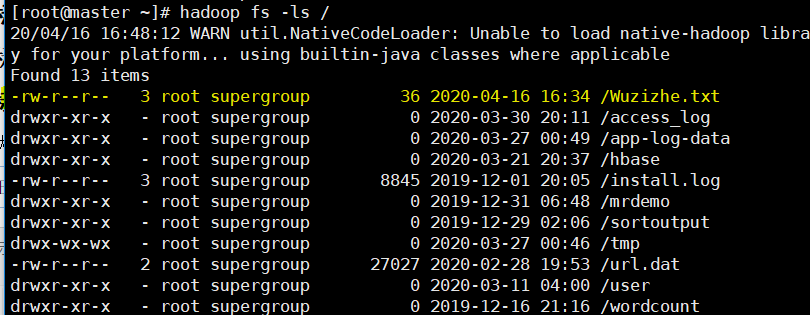 [root@master ~]# hadoop fs -ls /
20/04/16 16:48:12 WARN util.NativeCodeLoader: Unable to load native-hadoop libra
y for your platform... using builtin-java classes where applicable
Found 13 items
-rw-r--r--   3 root supergroup         36 2020-04-16 16:34 /Wuzizhe.txt
drwxr-xr-x   - root supergroup          0 2020-03-30 20:11 /access_log
drwxr-xr-x   - root supergroup          0 2020-03-27 00:49 /app-log-data
drwxr-xr-x   - root supergroup          0 2020-03-21 20:37 /hbase
-rw-r--r--   3 root supergroup       8845 2019-12-01 20:05 /install.log
drwxr-xr-x   - root supergroup          0 2019-12-31 06:48 /mrdemo
drwxr-xr-x   - root supergroup          0 2019-12-29 02:06 /sortoutput
drwx-wx-wx   - root supergroup          0 2020-03-27 00:46 /tmp
-rw-r--r--   2 root supergroup      27027 2020-02-28 19:53 /url.dat
drwxr-xr-x   - root supergroup          0 2020-03-11 04:00 /user
drwxr-xr-x   - root supergroup          0 2019-12-16 21:16 /wordcount